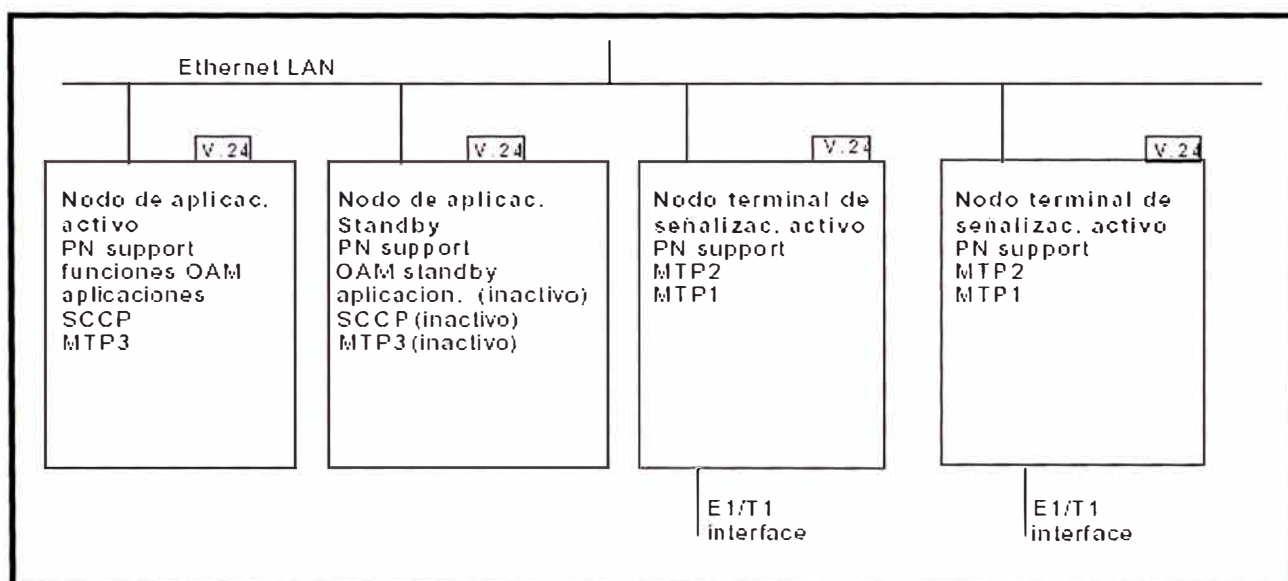 Ethernet LAN
V.24
V.24
V.24
V.24
Nodo de aplicac.
activo
PN support
funciones OAM
aplicaciones
SCCP
MTP3
Nodo de aplicac.
Standby
PN support
OAM standby
aplicacion. (inactivo)
SCCP (inactivo)
MTP3 (inactivo)
Nodo terminal de
señalizac. activo
PN support
MTP2
MTP1
Nodo terminal de
señalizac. activo
PN support
MTP2
MTP1
E1/T1
interface
E1/T1
interface